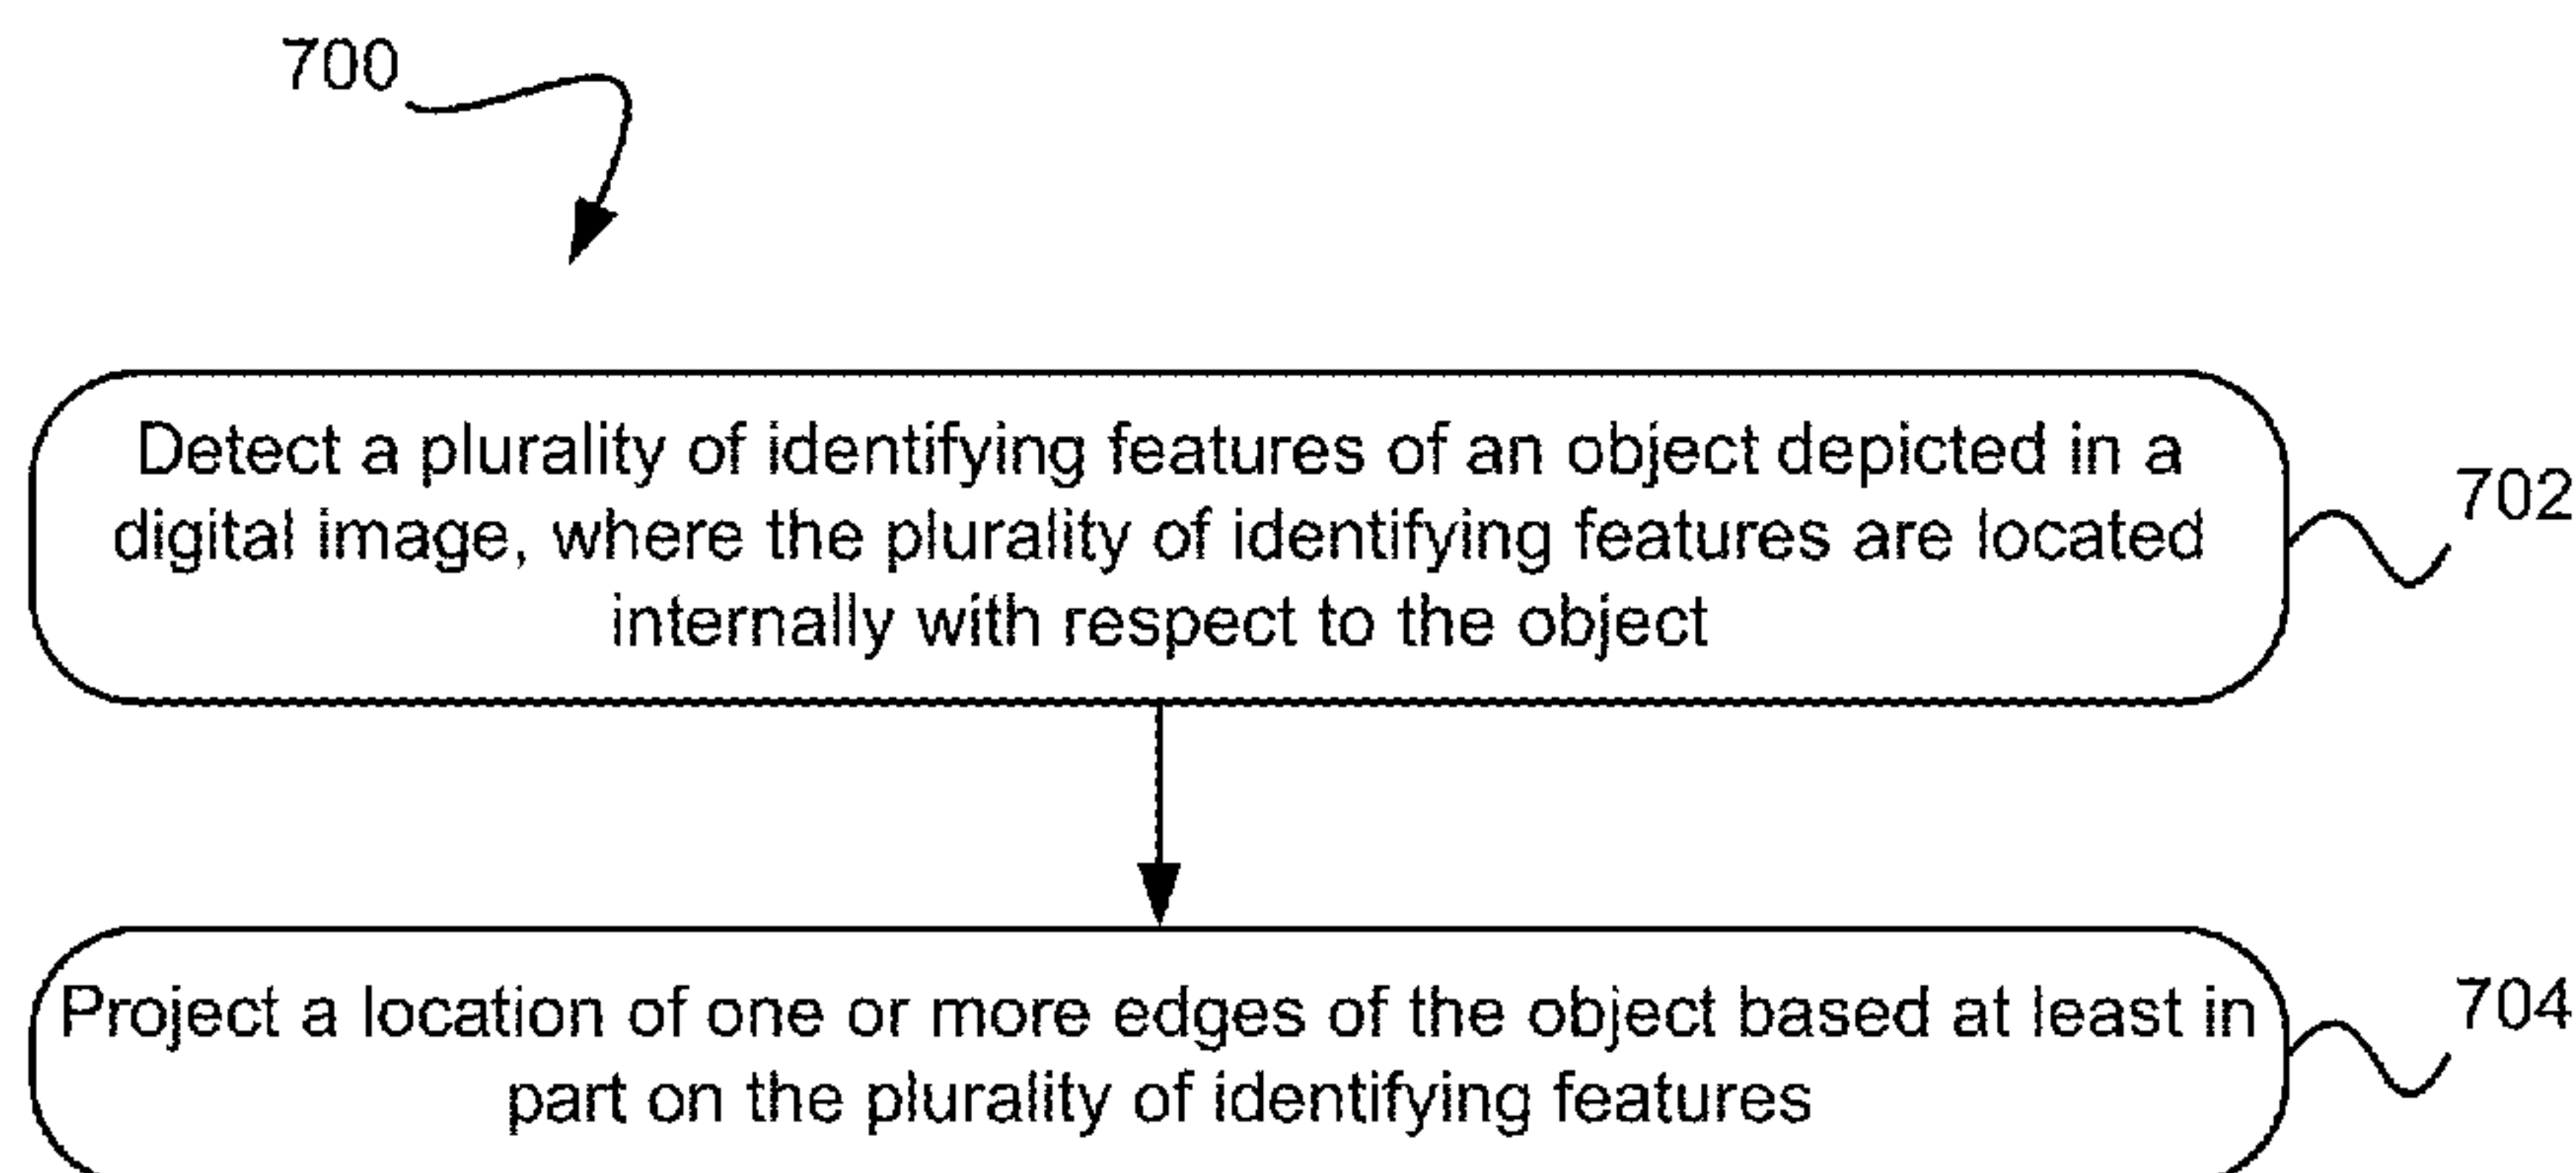 700
Detect a plurality of identifying features of an object depicted in a
digital image, where the plurality of identifying features are located
internally with respect to the object
702
Project a location of one or more edges of the object based at least in
part on the plurality of identifying features
704